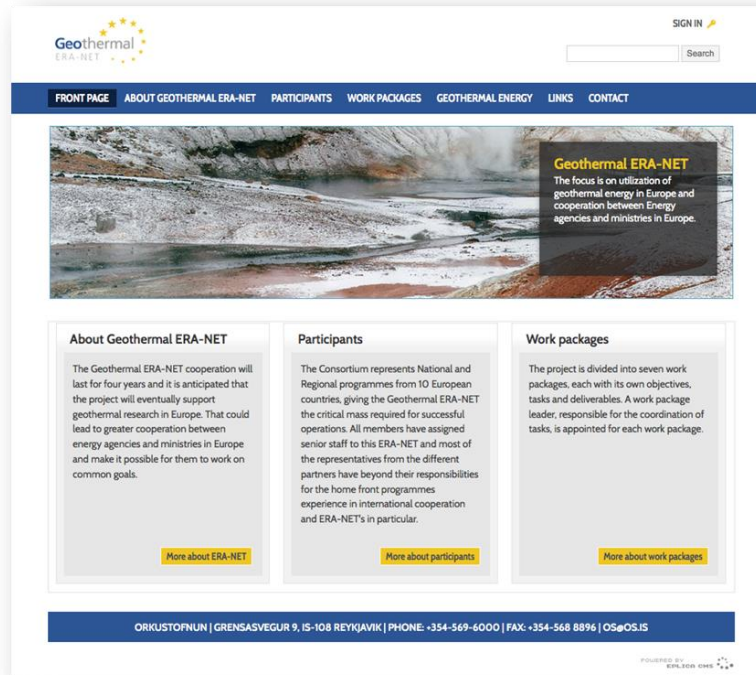 SIGN IN
Geothermal
ERA-NET
Search
FRONT PAGE ABOUT GEOTHERMAL ERA-NET PARTICIPANTS WORK PACKAGES GEOTHERMAL ENERGY LINKS CONTACT
Geothermal ERA-NET
The focus is on utilization of
geothermal energy in Europe and
cooperation between Energy
agencies and ministries in Europe.
About Geothermal ERA-NET
The Geothermal ERA-NET cooperation will
last for four years and it is anticipated that
the project will eventually support
geothermal research in Europe. That could
lead to greater cooperation between
energy agencies and ministries in Europe
and make it possible for them to work on
common goals.
More about ERA-NET
Participants
The Consortium represents National and
Regional programmes from 10 European
countries, giving the Geothermal ERA-NET
the critical mass required for successful
operations. All members have assigned
senior staff to this ERA-NET and most of
the representatives from the different
partners have beyond their responsibilities
for the home front programmes
experience in international cooperation
and ERA-NET's in particular.
More about participants
Work packages
The project is divided into seven work
packages, each with its own objectives,
tasks and deliverables. A work package
leader, responsible for the coordination of
tasks, is appointed for each work package.
More about work packages
ORKUSTOFNUN | GRENSASVEGUR 9, IS-108 REYKJAVIK | PHONE: +354-569-6000 | FAX: +354-568 8896 | OS@OS.IS
POWERED BY
EPLICA CMS